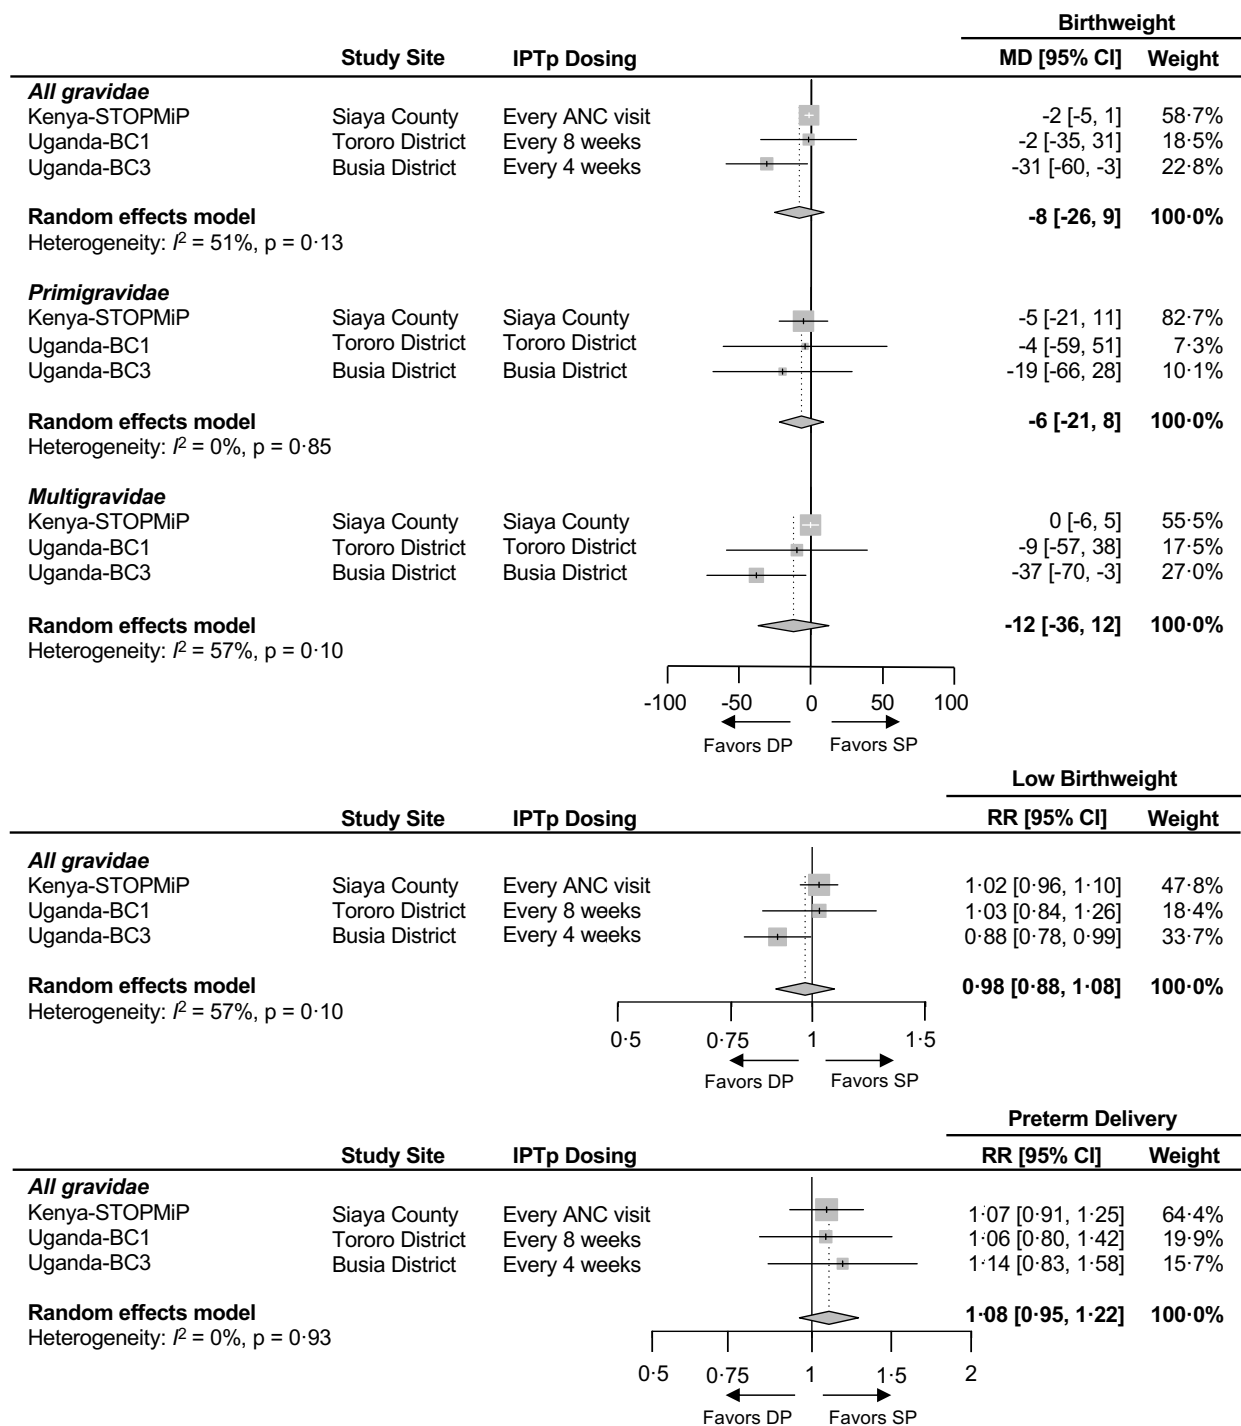 Birthweight
Study Site IPTp Dosing MD [95% CI] Weight
All gravidae
Kenya-STOPMiP Siaya County Every ANC visit -2 [-5, 1] 58·7%
Uganda-BC1 Tororo District Every 8 weeks -2 [-35, 31] 18·5%
Uganda-BC3 Busia District Every 4 weeks -31 [-60, -3] 22·8%
Random effects model -8 [-26, 9] 100·0%
Heterogeneity: I² = 51%, p = 0·13
Primigravidae
Kenya-STOPMiP Siaya County Siaya County -5 [-21, 11] 82·7%
Uganda-BC1 Tororo District Tororo District -4 [-59, 51] 7·3%
Uganda-BC3 Busia District Busia District -19 [-66, 28] 10·1%
Random effects model -6 [-21, 8] 100·0%
Heterogeneity: I² = 0%, p = 0·85
Multigravidae
Kenya-STOPMiP Siaya County Siaya County 0 [-6, 5] 55·5%
Uganda-BC1 Tororo District Tororo District -9 [-57, 38] 17·5%
Uganda-BC3 Busia District Busia District -37 [-70, -3] 27·0%
Random effects model -12 [-36, 12] 100·0%
Heterogeneity: I² = 57%, p = 0·10
-100 -50 0 50 100
Favors DP Favors SP
Low Birthweight
Study Site IPTp Dosing RR [95% CI] Weight
All gravidae
Kenya-STOPMiP Siaya County Every ANC visit 1·02 [0·96, 1·10] 47·8%
Uganda-BC1 Tororo District Every 8 weeks 1·03 [0·84, 1·26] 18·4%
Uganda-BC3 Busia District Every 4 weeks 0·88 [0·78, 0·99] 33·7%
Random effects model 0·98 [0·88, 1·08] 100·0%
Heterogeneity: I² = 57%, p = 0·10
0·5 0·75 1 1·5
Favors DP Favors SP
Preterm Delivery
Study Site IPTp Dosing RR [95% CI] Weight
All gravidae
Kenya-STOPMiP Siaya County Every ANC visit 1·07 [0·91, 1·25] 64·4%
Uganda-BC1 Tororo District Every 8 weeks 1·06 [0·80, 1·42] 19·9%
Uganda-BC3 Busia District Every 4 weeks 1·14 [0·83, 1·58] 15·7%
Random effects model 1·08 [0·95, 1·22] 100·0%
Heterogeneity: I² = 0%, p = 0·93
0·5 0·75 1 1·5 2
Favors DP Favors SP